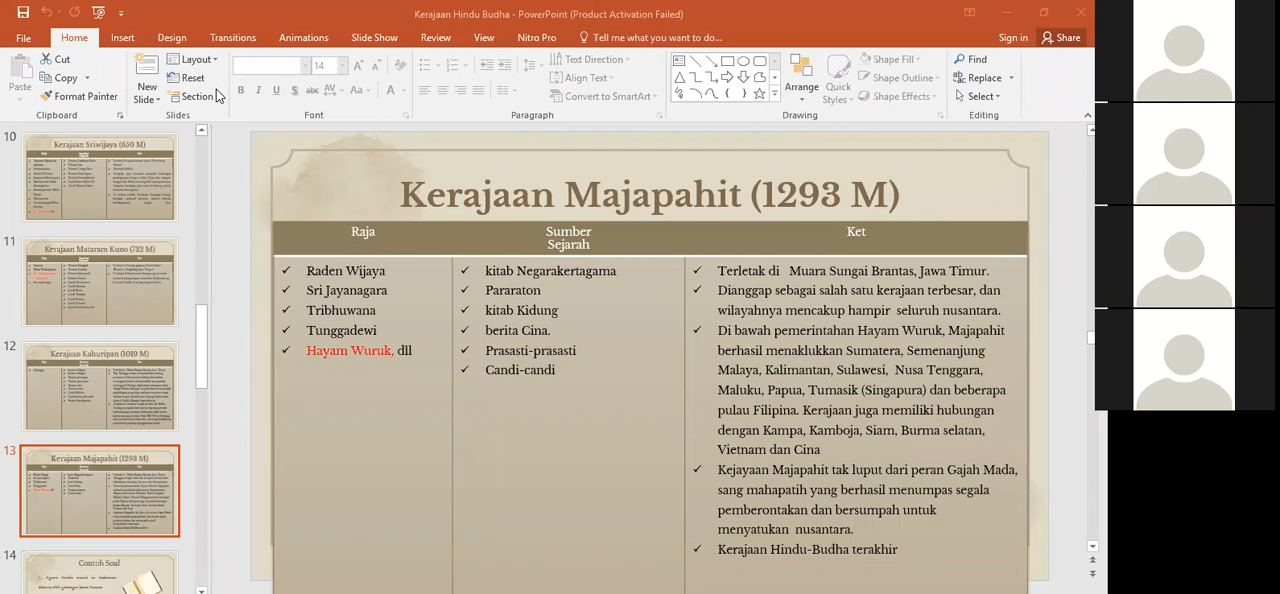 Kerajaan Hindu Budha - PowerPoint (Product Activation Failed)
File Home Insert Design Transitions Animations Slide Show Review View Nitro Pro Tell me what you want to do... Sign in Share
Paste
Cut
Copy
Format Painter
Clipboard
New Slide
Layout
Reset
Section
Slides
14
B I U S abc AV Aa A
Font
Text Direction
Align Text
Convert to SmartArt
Paragraph
Arrange
Quick Styles
Shape Fill
Shape Outline
Shape Effects
Drawing
Find
Replace
Select
Editing
10
Kerajaan Sriwijaya (650 M)
11
Kerajaan Mataram Kuno (732 M)
12
Kerajaan Kahuripan (1019 M)
13
Kerajaan Majapahit (1293 M)
14
Contoh Soal
Kerajaan Majapahit (1293 M)
Raja
Sumber
Sejarah
Ket
✓ Raden Wijaya
✓ Sri Jayanagara
✓ Tribhuwana
✓ Tunggadewi
✓ Hayam Wuruk, dll
✓ kitab Negarakertagama
✓ Pararaton
✓ kitab Kidung
✓ berita Cina.
✓ Prasasti-prasasti
✓ Candi-candi
✓ Terletak di Muara Sungai Brantas, Jawa Timur.
✓ Dianggap sebagai salah satu kerajaan terbesar, dan
wilayahnya mencakup hampir seluruh nusantara.
✓ Di bawah pemerintahan Hayam Wuruk, Majapahit
berhasil menaklukkan Sumatera, Semenanjung
Malaya, Kalimantan, Sulawesi, Nusa Tenggara,
Maluku, Papua, Tumasik (Singapura) dan beberapa
pulau Filipina. Kerajaan juga memiliki hubungan
dengan Kampa, Kamboja, Siam, Burma selatan,
Vietnam dan Cina
✓ Kejayaan Majapahit tak luput dari peran Gajah Mada,
sang mahapatih yang berhasil menumpas segala
pemberontakan dan bersumpah untuk
menyatukan nusantara.
✓ Kerajaan Hindu-Budha terakhir